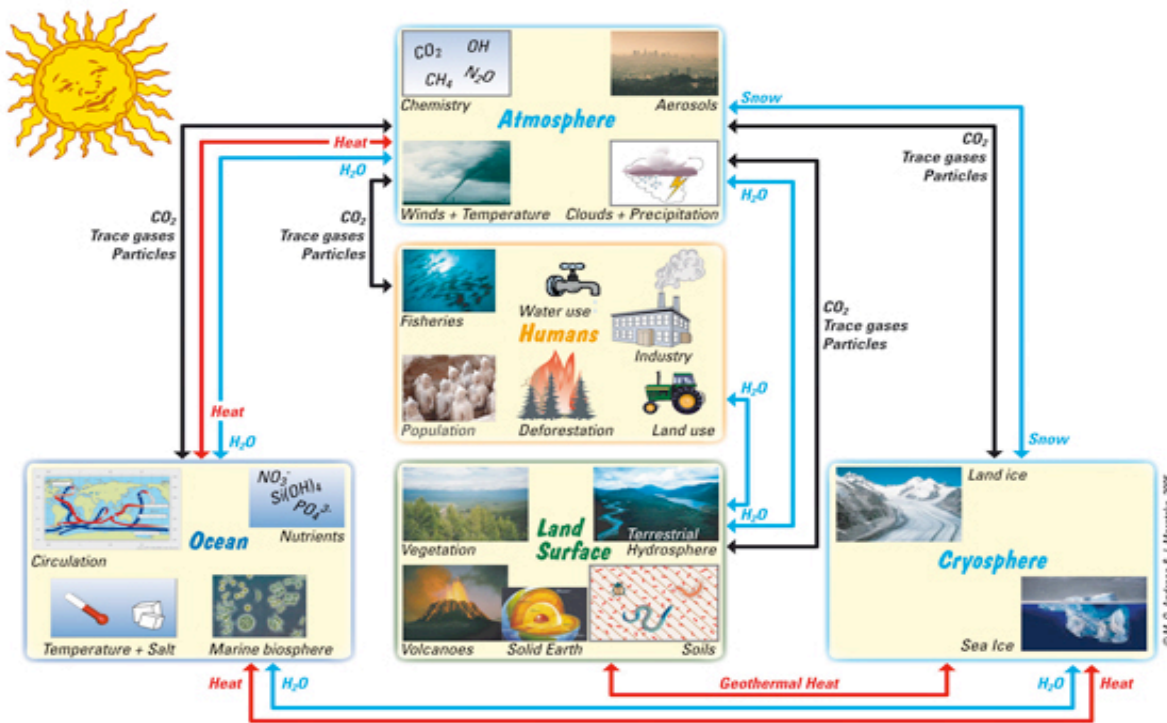 CO₂
OH
CH₄
N₂O
Chemistry
Aerosols
Atmosphere
Winds + Temperature
Clouds + Precipitation
Heat
H₂O
CO₂
Trace gases
Particles
CO₂
Trace gases
Particles
Snow
CO₂
Trace gases
Particles
H₂O
Fisheries
Water use
Humans
Industry
Population
Deforestation
Land use
CO₂
Trace gases
Particles
H₂O
Heat
H₂O
Snow
NO₃⁻
Si(OH)₄
PO₄³⁻
Nutrients
Ocean
Circulation
Temperature + Salt
Marine biosphere
Vegetation
Land
Surface
Terrestrial
Hydrosphere
H₂O
Volcanoes
Solid Earth
Soils
Land ice
Cryosphere
Sea Ice
Heat
H₂O
Geothermal Heat
H₂O
Heat